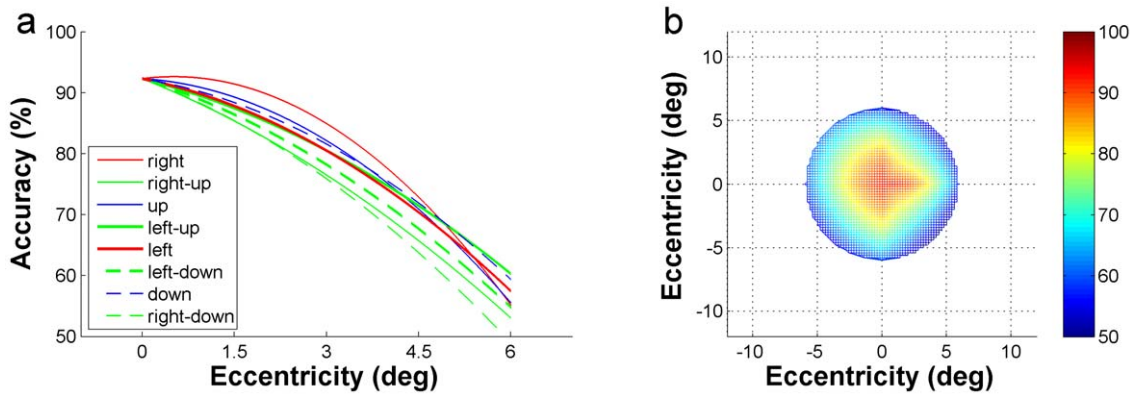 a
Accuracy (%)
100
90
80
70
60
50
right
right-up
up
left-up
left
left-down
down
right-down
0 1.5 3 4.5 6
Eccentricity (deg)
b
Eccentricity (deg)
10
5
0
-5
-10
-10 -5 0 5 10
Eccentricity (deg)
100
90
80
70
60
50